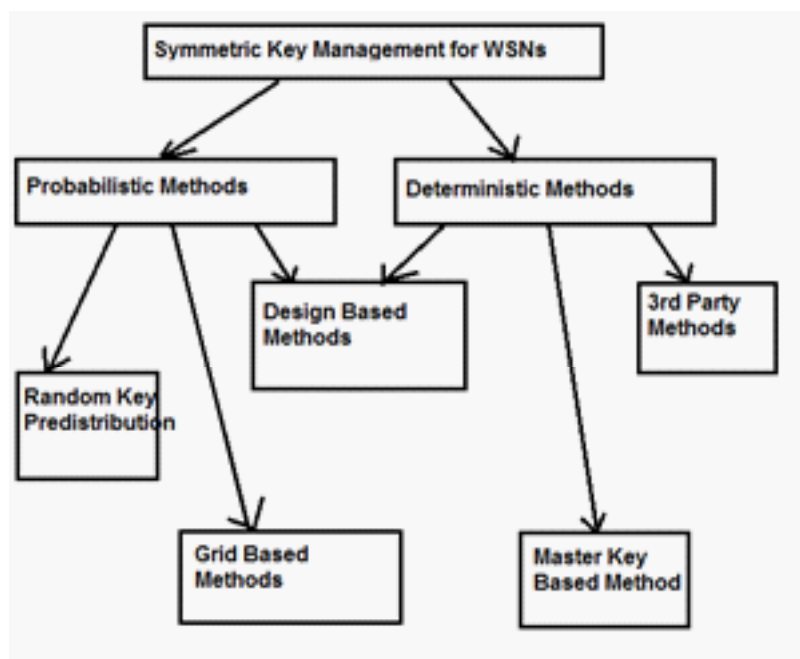 Symmetric Key Management for WSNs
Probabilistic Methods
Deterministic Methods
Design Based
Methods
3rd Party
Methods
Random Key
Predistribution
Grid Based
Methods
Master Key
Based Method